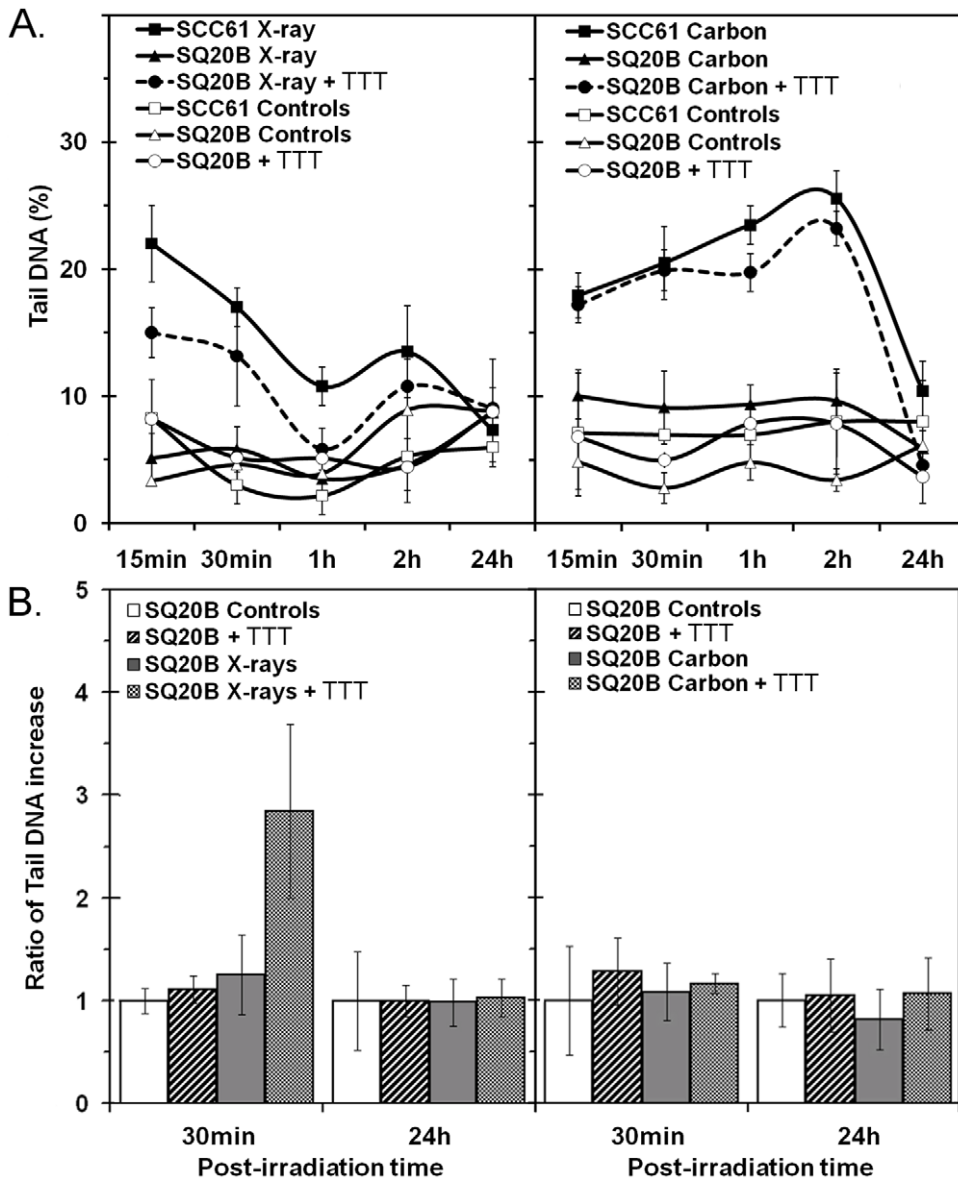 A.
SCC61 X-ray
SQ20B X-ray
SQ20B X-ray + TTT
SCC61 Controls
SQ20B Controls
SQ20B + TTT
SCC61 Carbon
SQ20B Carbon
SQ20B Carbon + TTT
SCC61 Controls
SQ20B Controls
SQ20B + TTT
Tail DNA (%)
30
20
10
0
15min 30min 1h 2h 24h
15min 30min 1h 2h 24h
B.
SQ20B Controls
SQ20B + TTT
SQ20B X-rays
SQ20B X-rays + TTT
SQ20B Controls
SQ20B + TTT
SQ20B Carbon
SQ20B Carbon + TTT
Ratio of Tail DNA increase
5
4
3
2
1
0
30min 24h
30min 24h
Post-irradiation time
Post-irradiation time